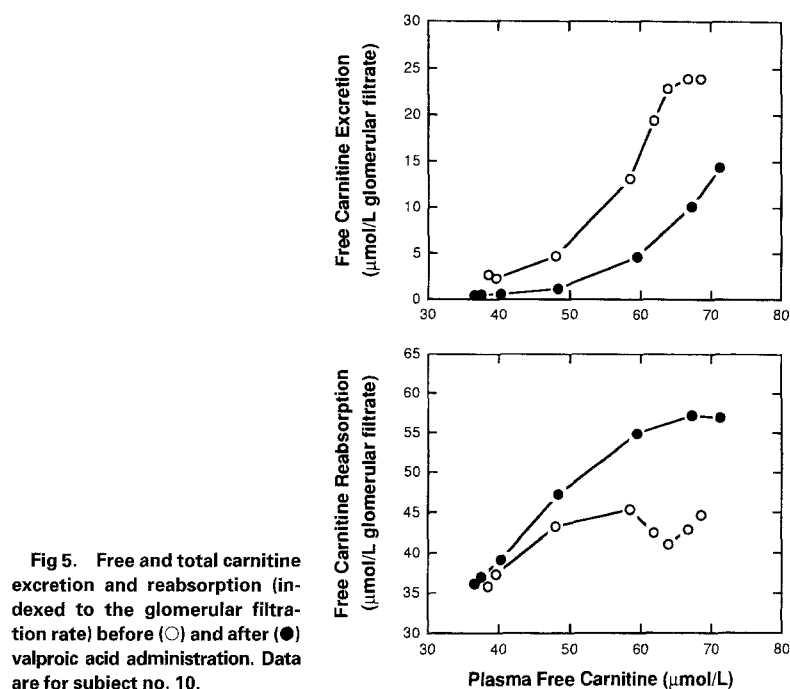 Free Carnitine Excretion
(μmol/L glomerular filtrate)
30
25
20
15
10
5
0
30 40 50 60 70 80
Free Carnitine Reabsorption
(μmol/L glomerular filtrate)
65
60
55
50
45
40
35
30
30 40 50 60 70 80
Plasma Free Carnitine (μmol/L)
Fig 5. Free and total carnitine
excretion and reabsorption (in-
dexed to the glomerular filtra-
tion rate) before (○) and after (●)
valproic acid administration. Data
are for subject no. 10.